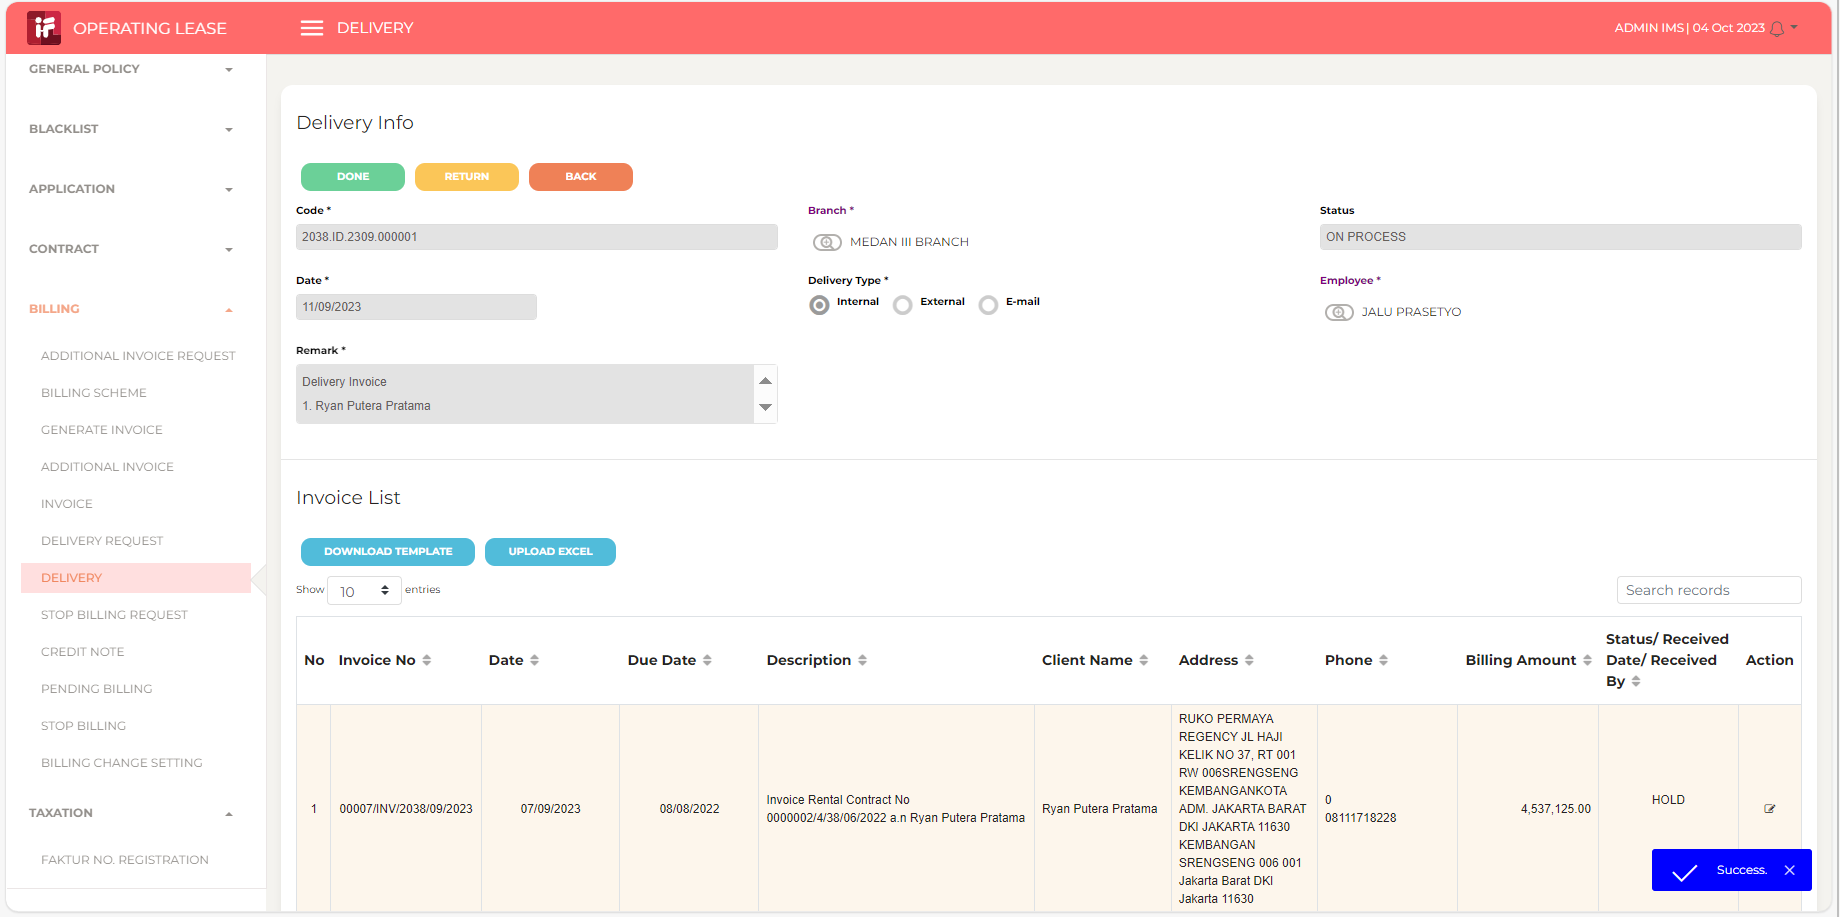 iF OPERATING LEASE
DELIVERY
ADMIN IMS | 04 Oct 2023
GENERAL POLICY
BLACKLIST
APPLICATION
CONTRACT
BILLING
ADDITIONAL INVOICE REQUEST
BILLING SCHEME
GENERATE INVOICE
ADDITIONAL INVOICE
INVOICE
DELIVERY REQUEST
DELIVERY
STOP BILLING REQUEST
CREDIT NOTE
PENDING BILLING
STOP BILLING
BILLING CHANGE SETTING
TAXATION
FAKTUR NO. REGISTRATION
Delivery Info
DONE RETURN BACK
Code *
2038.ID.2309.000001
Branch *
MEDAN III BRANCH
Status
ON PROCESS
Date *
11/09/2023
Delivery Type *
Internal External E-mail
Employee *
JALU PRASETYO
Remark *
Delivery Invoice
1. Ryan Putera Pratama
Invoice List
DOWNLOAD TEMPLATE UPLOAD EXCEL
Show 10 entries
Search records
No Invoice No Date Due Date Description Client Name Address Phone Billing Amount
Status/ Received
Date/ Received
By
Action
1 00007/INV/2038/09/2023 07/09/2023 08/08/2022
Invoice Rental Contract No
0000002/4/38/06/2022 a.n Ryan Putera Pratama
Ryan Putera Pratama
RUKO PERMAYA
REGENCY JL HAJI
KELIK NO 37, RT 001
RW 006SRENGSENG
KEMBANGANKOTA
ADM. JAKARTA BARAT
DKI JAKARTA 11630
KEMBANGAN
SRENGSENG 006 001
Jakarta Barat DKI
Jakarta 11630
0
08111718228
4,537,125.00
HOLD
Success.